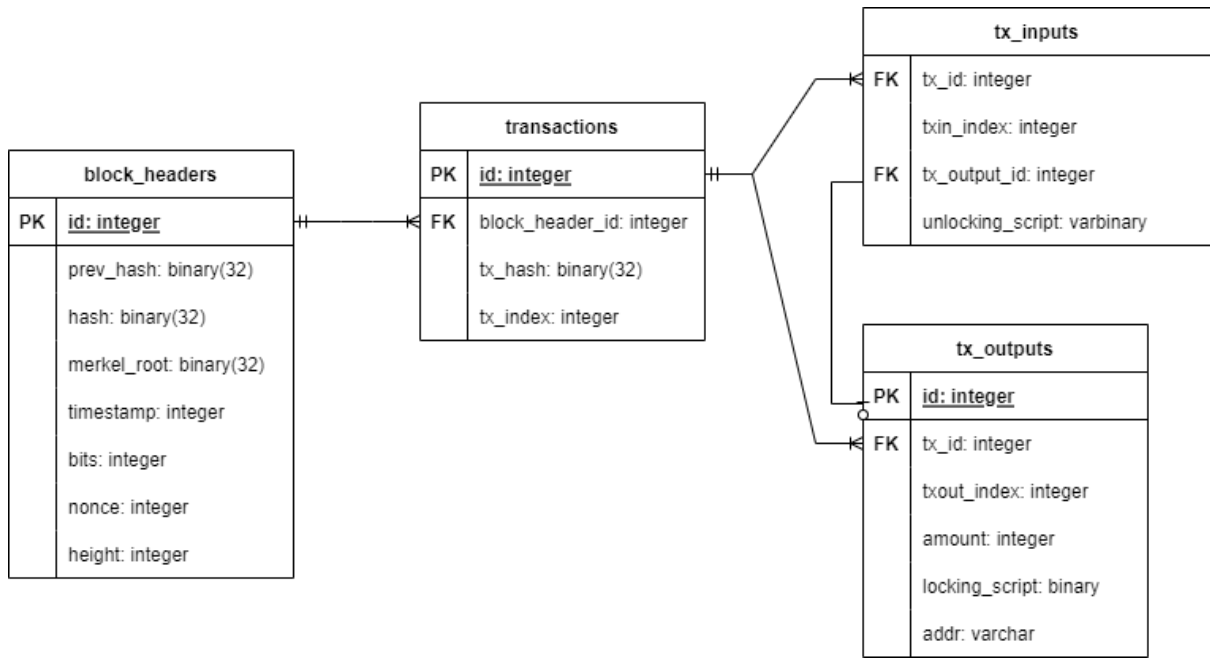 block_headers
PK id: integer
prev_hash: binary(32)
hash: binary(32)
merkel_root: binary(32)
timestamp: integer
bits: integer
nonce: integer
height: integer
transactions
PK id: integer
FK block_header_id: integer
tx_hash: binary(32)
tx_index: integer
tx_inputs
FK tx_id: integer
txin_index: integer
FK tx_output_id: integer
unlocking_script: varbinary
tx_outputs
PK id: integer
FK tx_id: integer
txout_index: integer
amount: integer
locking_script: binary
addr: varchar